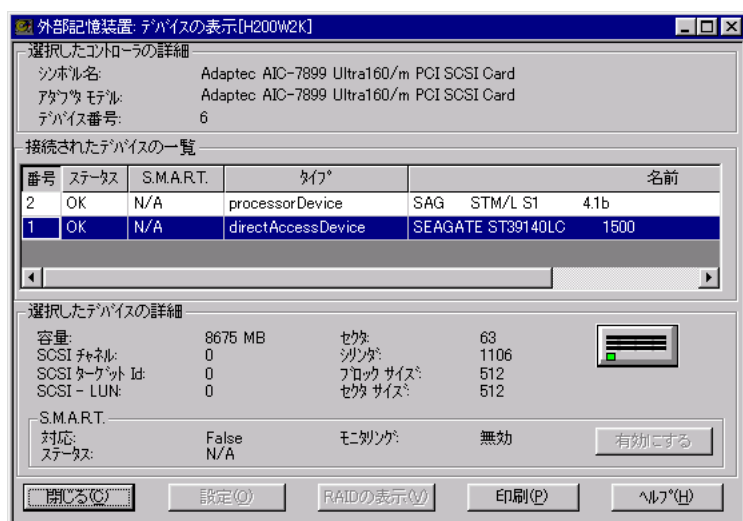 外部記憶装置: デバイスの表示[H200W2K]
選択したコントローラの詳細
シンボル名: Adaptec AIC-7899 Ultra160/m PCI SCSI Card
アダプタ モデル: Adaptec AIC-7899 Ultra160/m PCI SCSI Card
デバイス番号: 6
接続されたデバイスの一覧
番号 ステータス S.M.A.R.T. タイプ 名前
2 OK N/A processorDevice SAG STM/L S1 4.1b
1 OK N/A directAccessDevice SEAGATE ST39140LC 1500
選択したデバイスの詳細
容量: 8675 MB セクタ: 63
SCSI チャネル: 0 シリンダ: 1106
SCSI ターゲット Id: 0 ブロック サイズ: 512
SCSI - LUN: 0 セクタ サイズ: 512
S.M.A.R.T.
対応: False モニタリング: 無効 有効にする
ステータス: N/A
閉じる(C) 設定(O) RAIDの表示(V) 印刷(P) ヘルプ(H)